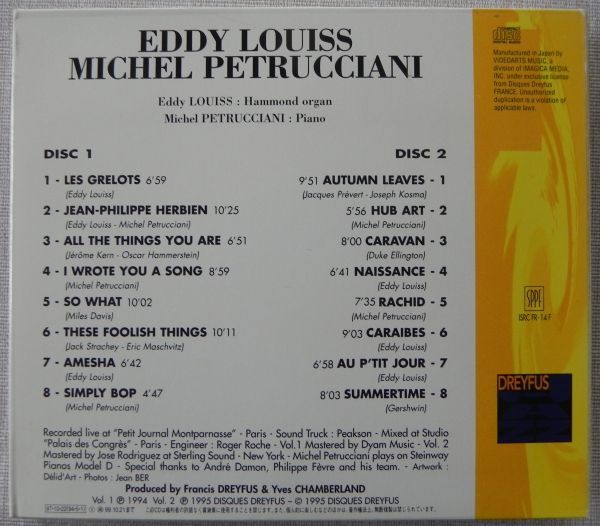 EDDY LOUISS
MICHEL PETRUCCIANI
Eddy LOUISS : Hammond organ
Michel PETRUCCIANI : Piano
DISC 1
1 - LES GRELOTS 6'59
(Eddy Louiss)
2 - JEAN-PHILIPPE HERBIEN 10'25
(Eddy Louiss - Michel Petrucciani)
3 - ALL THE THINGS YOU ARE 6'51
(Jérôme Kern - Oscar Hammerstein)
4 - I WROTE YOU A SONG 8'59
(Michel Petrucciani)
5 - SO WHAT 10'02
(Miles Davis)
6 - THESE FOOLISH THINGS 10'11
(Jack Strachey - Eric Maschvitz)
7 - AMESHA 6'42
(Eddy Louiss)
8 - SIMPLY BOP 4'47
(Michel Petrucciani)
DISC 2
9'51 AUTUMN LEAVES - 1
(Jacques Prévert - Joseph Kosma)
5'56 HUB ART - 2
(Michel Petrucciani)
8'00 CARAVAN - 3
(Duke Ellington)
6'41 NAISSANCE - 4
(Eddy Louiss)
7'35 RACHID - 5
(Michel Petrucciani)
9'03 CARAIBES - 6
(Eddy Louiss)
6'58 AU P'TIT JOUR - 7
(Eddy Louiss)
8'03 SUMMERTIME - 8
(Gershwin)
Recorded live at "Petit Journal Montparnasse" - Paris - Sound Truck : Peakson - Mixed at Studio
"Palais des Congrès" - Paris - Engineer : Roger Roche - Vol.1 Mastered by Dyam Music - Vol. 2
Mastered by Jose Rodriguez at Sterling Sound - New York - Michel Petrucciani plays on Steinway
Pianos Model D - Special thanks to André Damon, Philippe Fèvre and his team. - Artwork :
Délid'Art - Photos : Jean BER
Produced by Francis DREYFUS & Yves CHAMBERLAND
Vol. 1 ℗ 1994 Vol. 2 ℗ 1995 DISQUES DREYFUS – © 1995 DISQUES DREYFUS
COMPACT
disc
DIGITAL AUDIO
Manufactured in Japan by
VIDEOARTS MUSIC, a
division of IMAGICA MEDIA,
INC. under exclusive license
from Disques Dreyfus
FRANCE. Unauthorized
duplication is a violation of
applicable laws.
SPPF
ISRC FR-14 F
DREYFUS